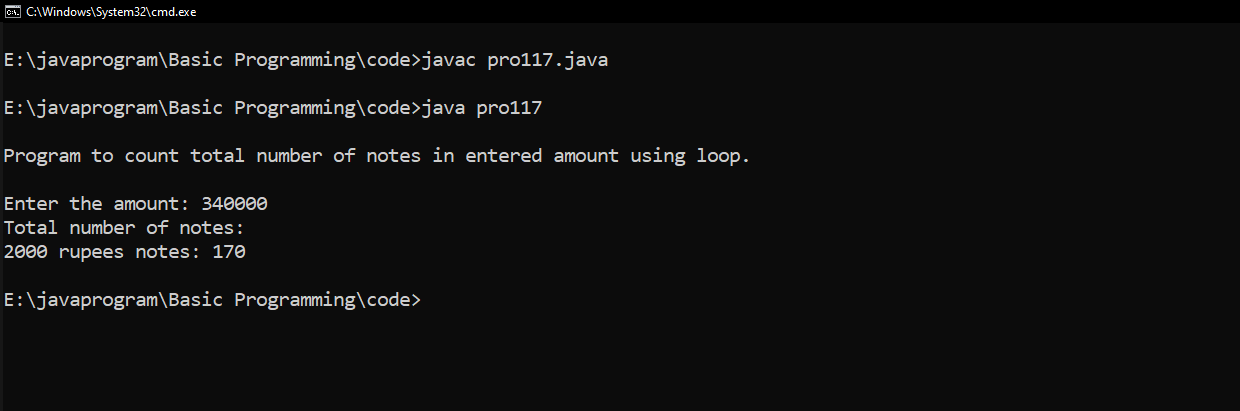 C:\Windows\System32\cmd.exe
E:\javaprogram\Basic Programming\code>javac pro117.java
E:\javaprogram\Basic Programming\code>java pro117
Program to count total number of notes in entered amount using loop.
Enter the amount: 340000
Total number of notes:
2000 rupees notes: 170
E:\javaprogram\Basic Programming\code>